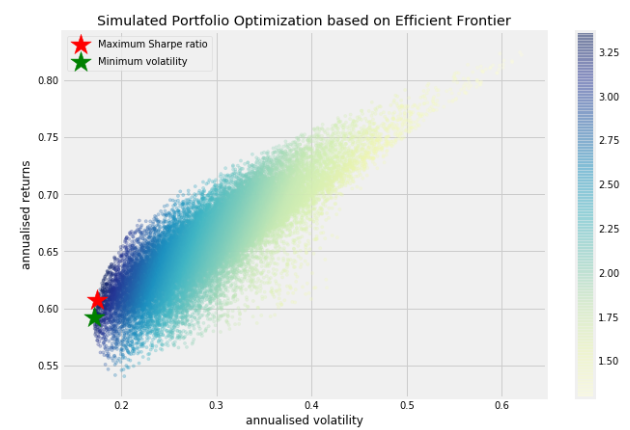 Simulated Portfolio Optimization based on Efficient Frontier
Maximum Sharpe ratio
Minimum volatility
annualised returns
0.80
0.75
0.70
0.65
0.60
0.55
0.2 0.3 0.4 0.5 0.6
annualised volatility
3.25
3.00
2.75
2.50
2.25
2.00
1.75
1.50